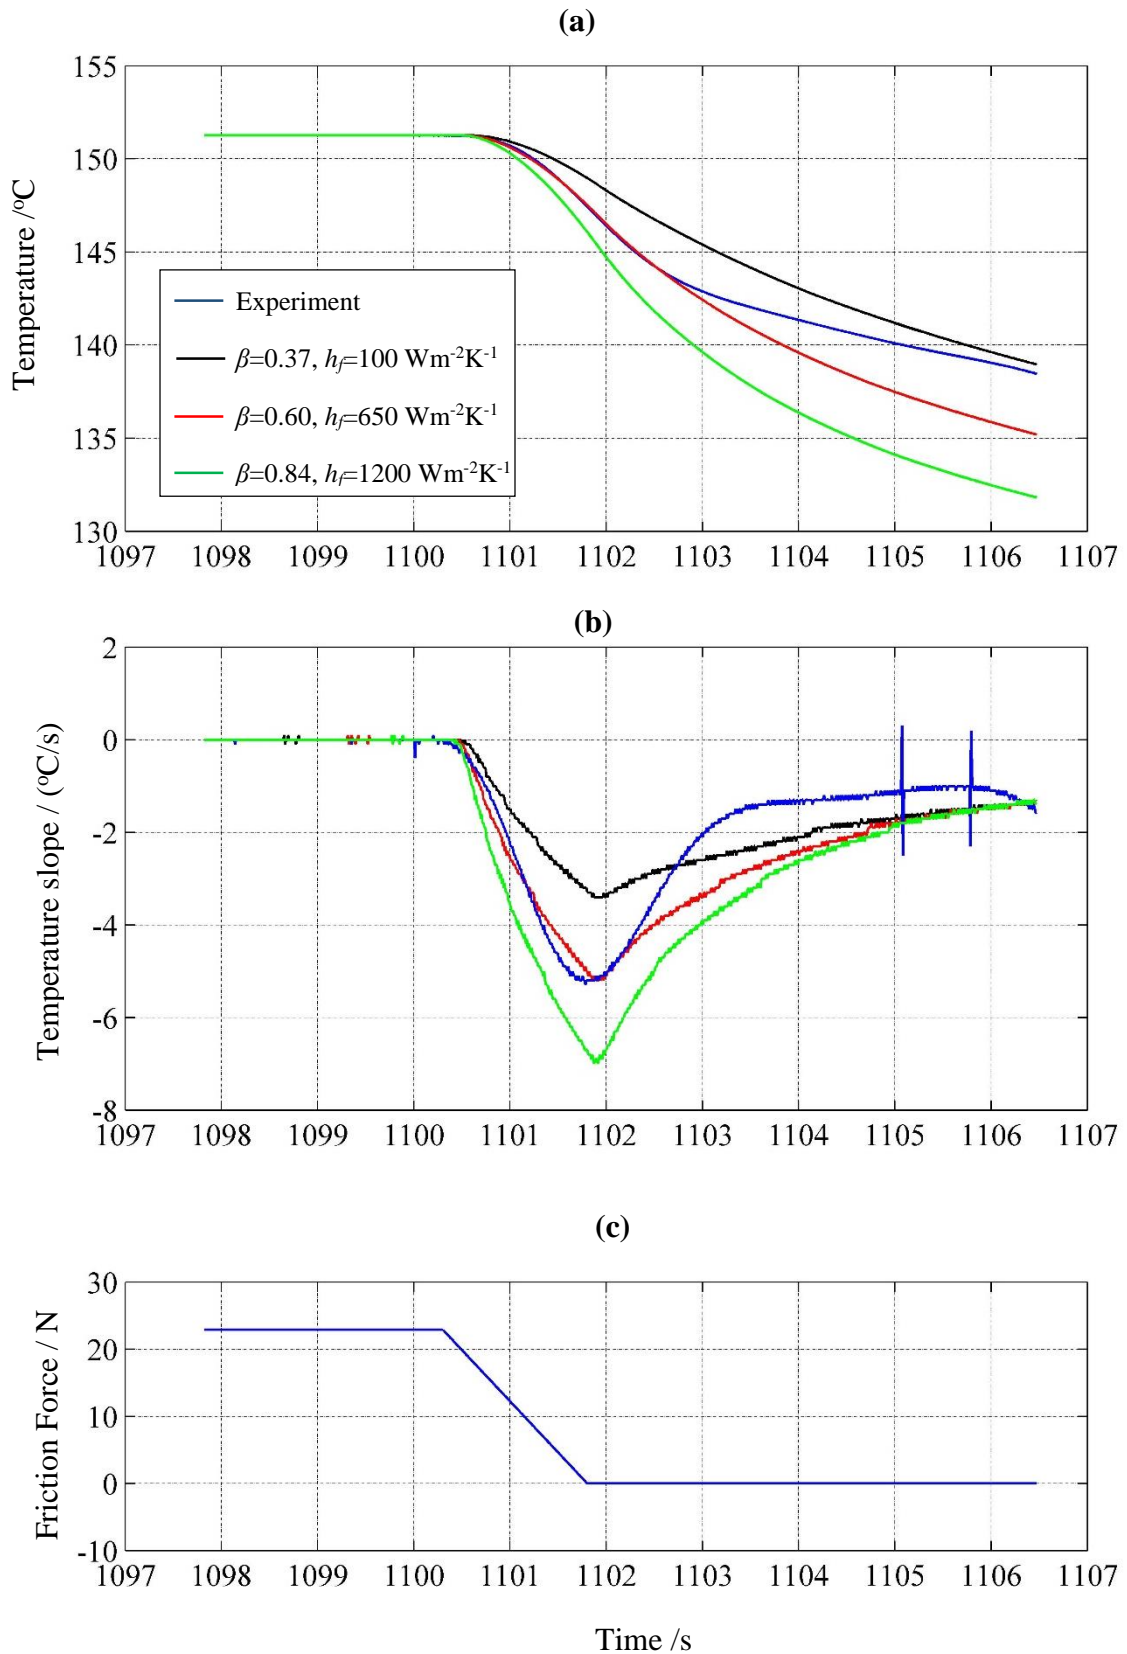 (a)
155
150
145
140
135
130
Temperature /ºC
Experiment
β=0.37, hf=100 Wm-2K-1
β=0.60, hf=650 Wm-2K-1
β=0.84, hf=1200 Wm-2K-1
1097 1098 1099 1100 1101 1102 1103 1104 1105 1106 1107
(b)
2
0
-2
-4
-6
-8
Temperature slope / (ºC/s)
1097 1098 1099 1100 1101 1102 1103 1104 1105 1106 1107
(c)
30
20
10
0
-10
Friction Force / N
1097 1098 1099 1100 1101 1102 1103 1104 1105 1106 1107
Time /s